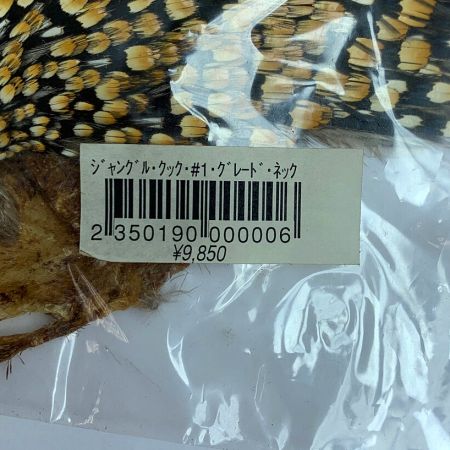 ｼﾞｬﾝｸﾞﾙ･ｸｯｸ･#1･ｸﾞﾚｰﾄﾞ･ﾈｯｸ
2 350190 000006
¥9,850